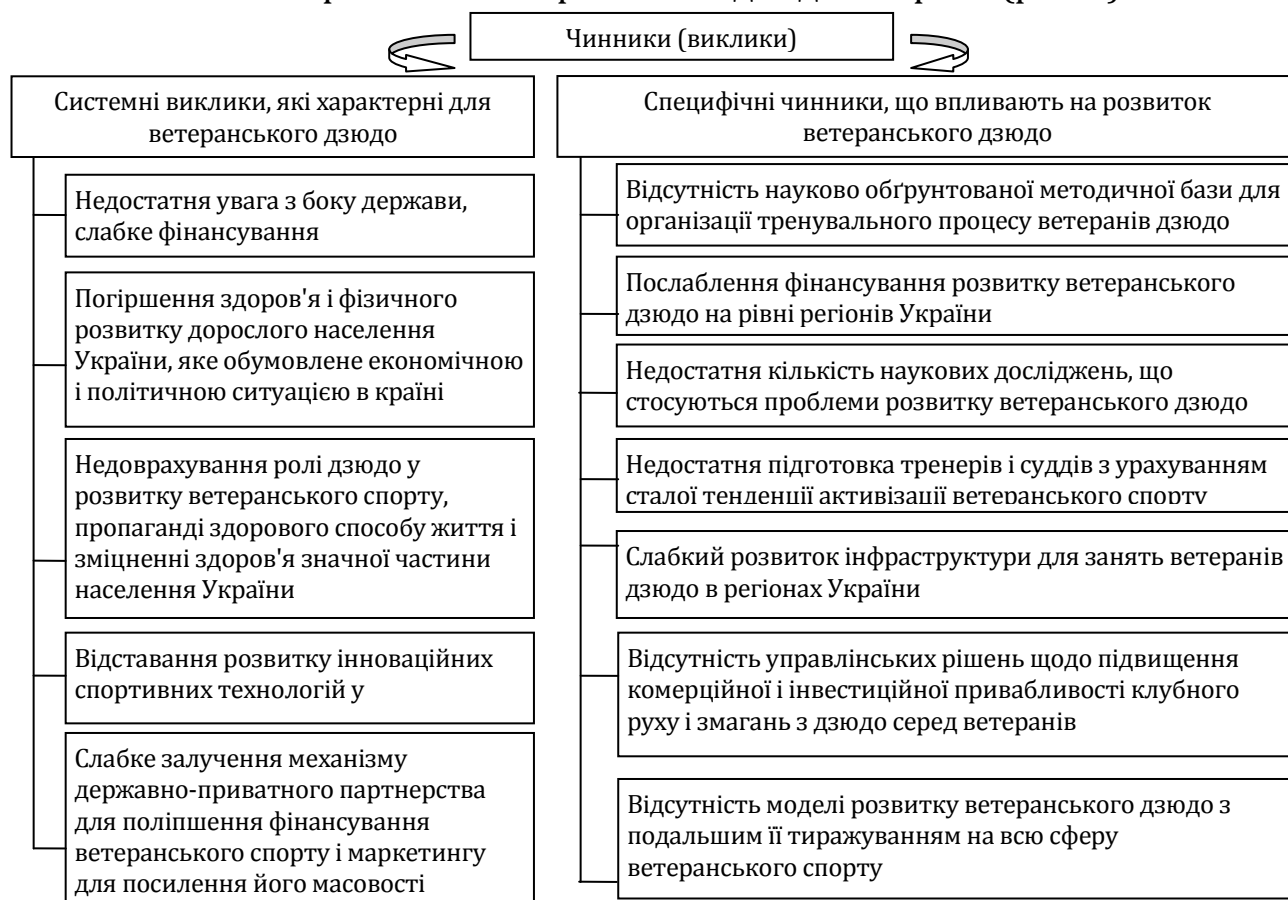 Чинники (виклики)
Системні виклики, які характерні для
ветеранського дзюдо
Недостатня увага з боку держави,
слабке фінансування
Погіршення здоров'я і фізичного
розвитку дорослого населення
України, яке обумовлене економічною
і політичною ситуацією в країні
Недоврахування ролі дзюдо у
розвитку ветеранського спорту,
пропаганді здорового способу життя і
зміцненні здоров'я значної частини
населення України
Відставання розвитку інноваційних
спортивних технологій у
Слабке залучення механізму
державно-приватного партнерства
для поліпшення фінансування
ветеранського спорту і маркетингу
для посилення його масовості
Специфічні чинники, що впливають на розвиток
ветеранського дзюдо
Відсутність науково обґрунтованої методичної бази для
організації тренувального процесу ветеранів дзюдо
Послаблення фінансування розвитку ветеранського
дзюдо на рівні регіонів України
Недостатня кількість наукових досліджень, що
стосуються проблеми розвитку ветеранського дзюдо
Недостатня підготовка тренерів і суддів з урахуванням
сталої тенденції активізації ветеранського спорту
Слабкий розвиток інфраструктури для занять ветеранів
дзюдо в регіонах України
Відсутність управлінських рішень щодо підвищення
комерційної і інвестиційної привабливості клубного
руху і змагань з дзюдо серед ветеранів
Відсутність моделі розвитку ветеранського дзюдо з
подальшим її тиражуванням на всю сферу
ветеранського спорту